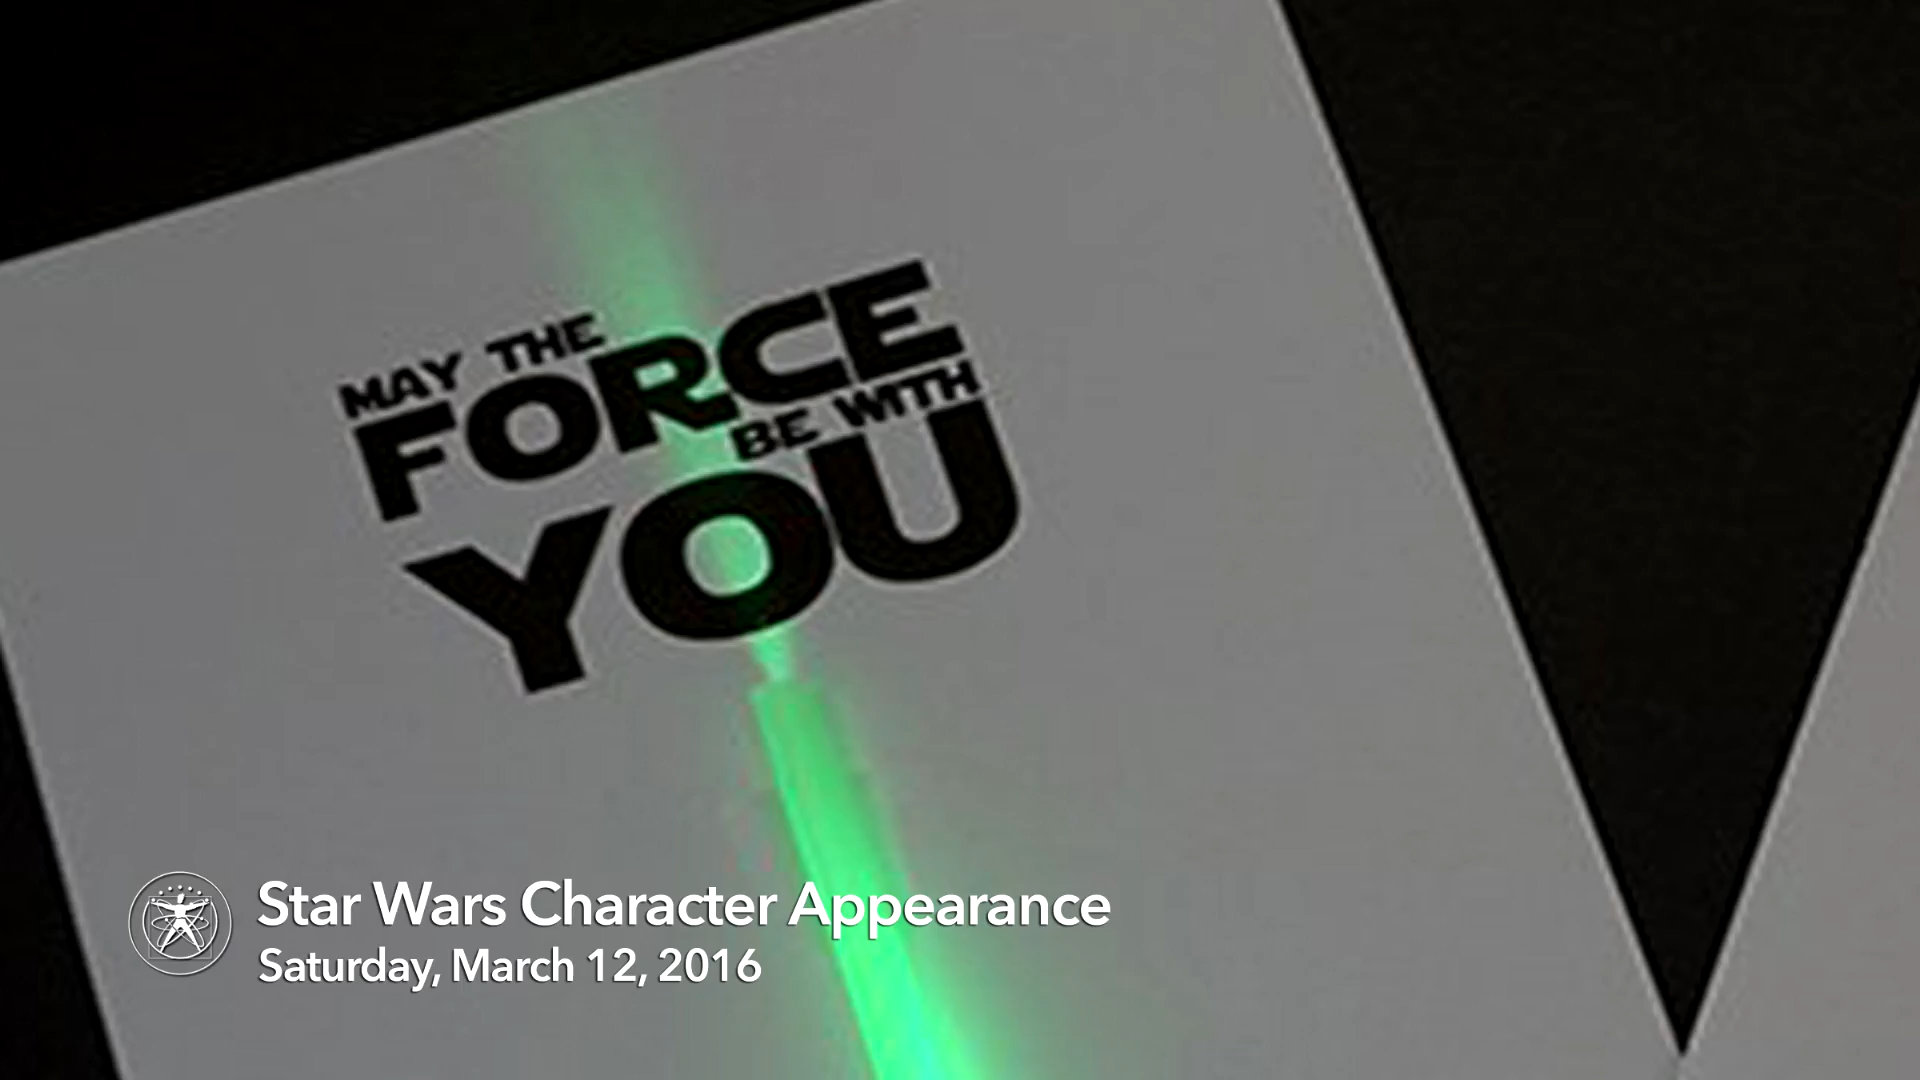 MAY THE
FORCE
BE WITH
YOU
Star Wars Character Appearance
Saturday, March 12, 2016